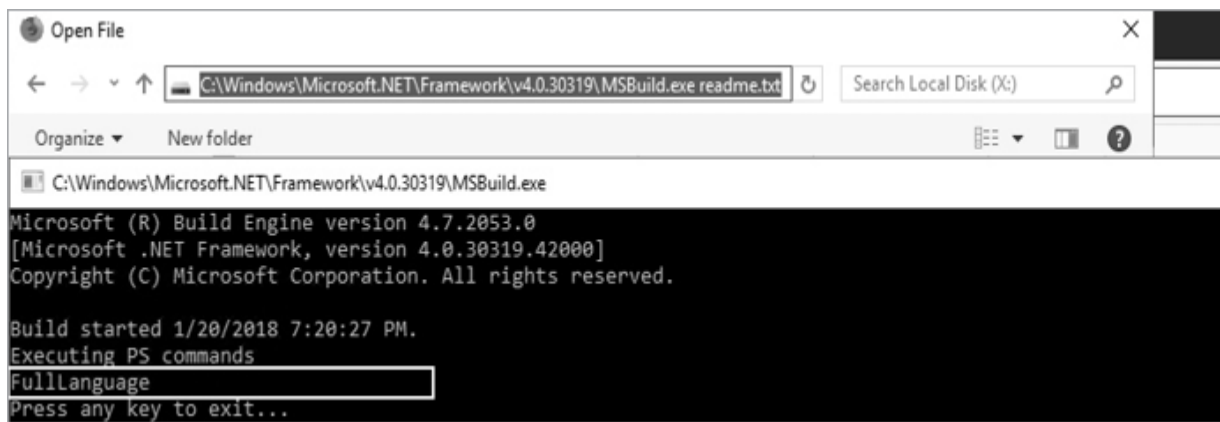 Open File
C:\Windows\Microsoft.NET\Framework\v4.0.30319\MSBuild.exe readme.txt
Search Local Disk (X:)
Organize
New folder
C:\Windows\Microsoft.NET\Framework\v4.0.30319\MSBuild.exe
Microsoft (R) Build Engine version 4.7.2053.0
[Microsoft .NET Framework, version 4.0.30319.42000]
Copyright (C) Microsoft Corporation. All rights reserved.
Build started 1/20/2018 7:20:27 PM.
Executing PS commands
FullLanguage
Press any key to exit...